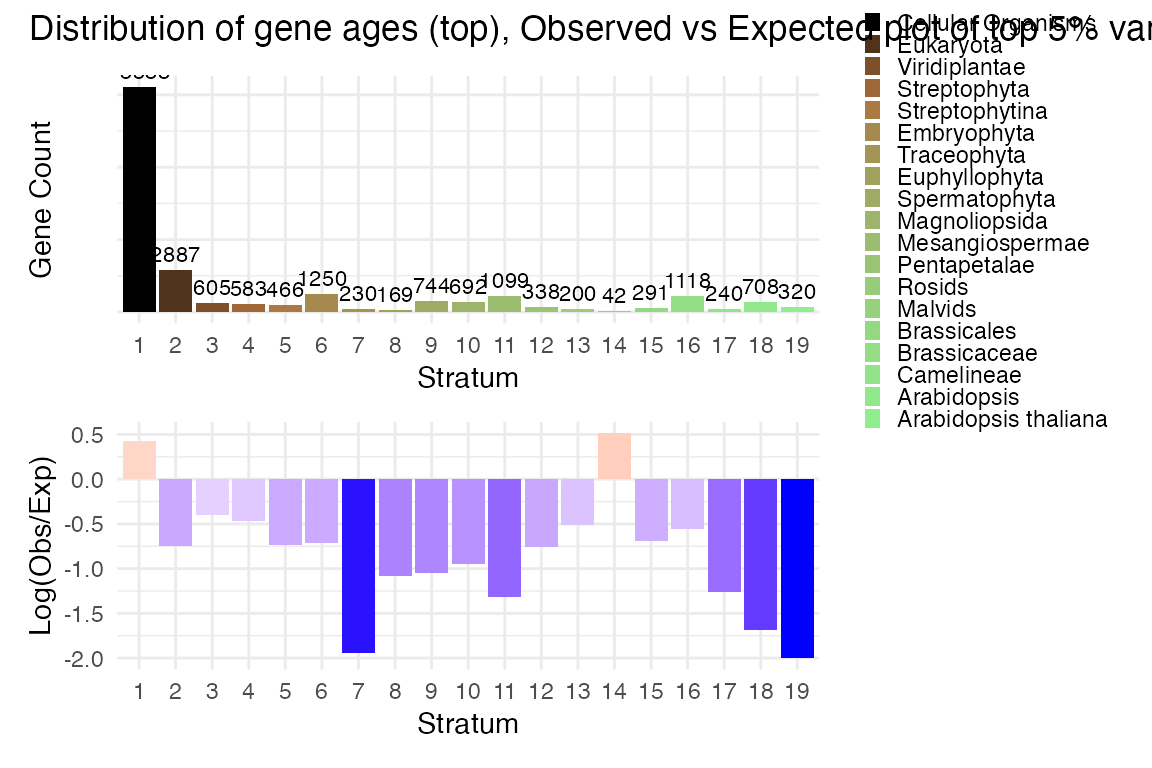 Distribution of gene ages (top), Observed vs Expected plot of top 5% var
Cellular Organisms
Eukaryota
Viridiplantae
Streptophyta
Streptophytina
Embryophyta
Traceophyta
Euphyllophyta
Spermatophyta
Magnoliopsida
Mesangiospermae
Pentapetalae
Rosids
Malvids
Brassicales
Brassicaceae
Camelineae
Arabidopsis
Arabidopsis thaliana
Gene Count
2887 605 583 466 1250 230 169 744 692 1099 338 200 42 291 1118 240 708 320
1 2 3 4 5 6 7 8 9 10 11 12 13 14 15 16 17 18 19
Stratum
Log(Obs/Exp)
0.5
0.0
-0.5
-1.0
-1.5
-2.0
1 2 3 4 5 6 7 8 9 10 11 12 13 14 15 16 17 18 19
Stratum